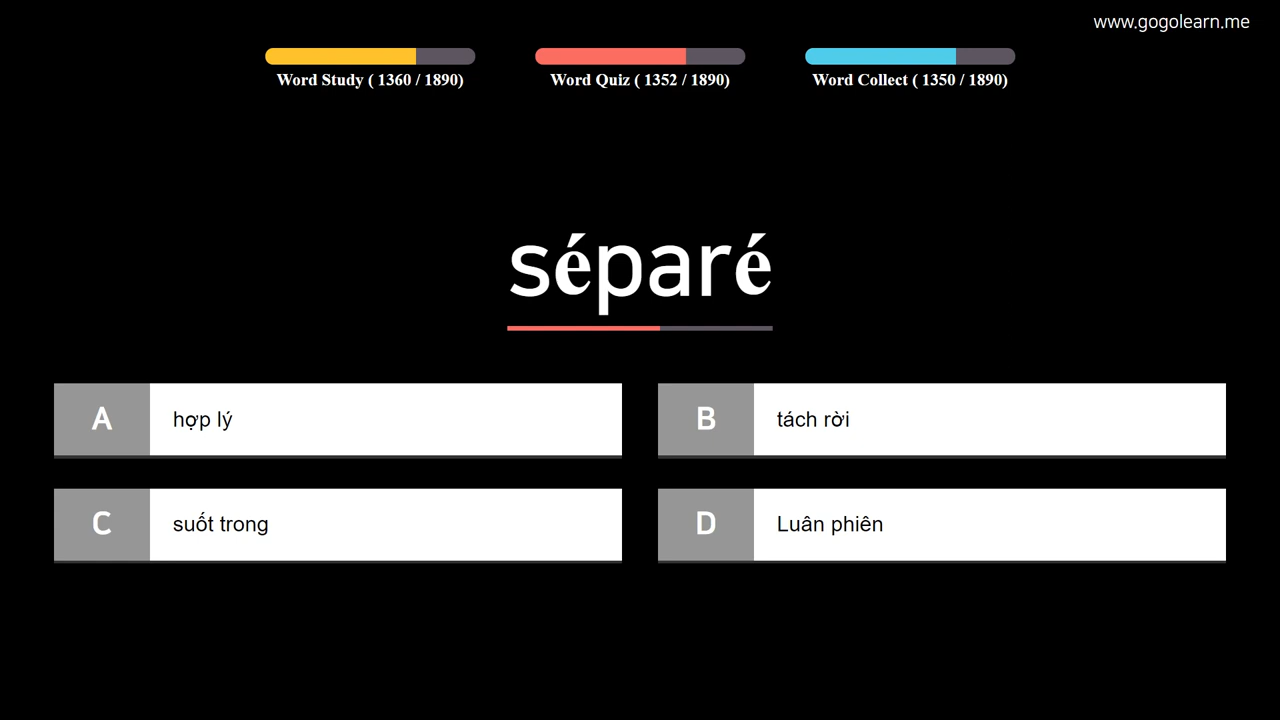 www.gogolearn.me
Word Study ( 1360 / 1890)
Word Quiz ( 1352 / 1890)
Word Collect ( 1350 / 1890)
séparé
A hợp lý
B tách rời
C suốt trong
D Luân phiên